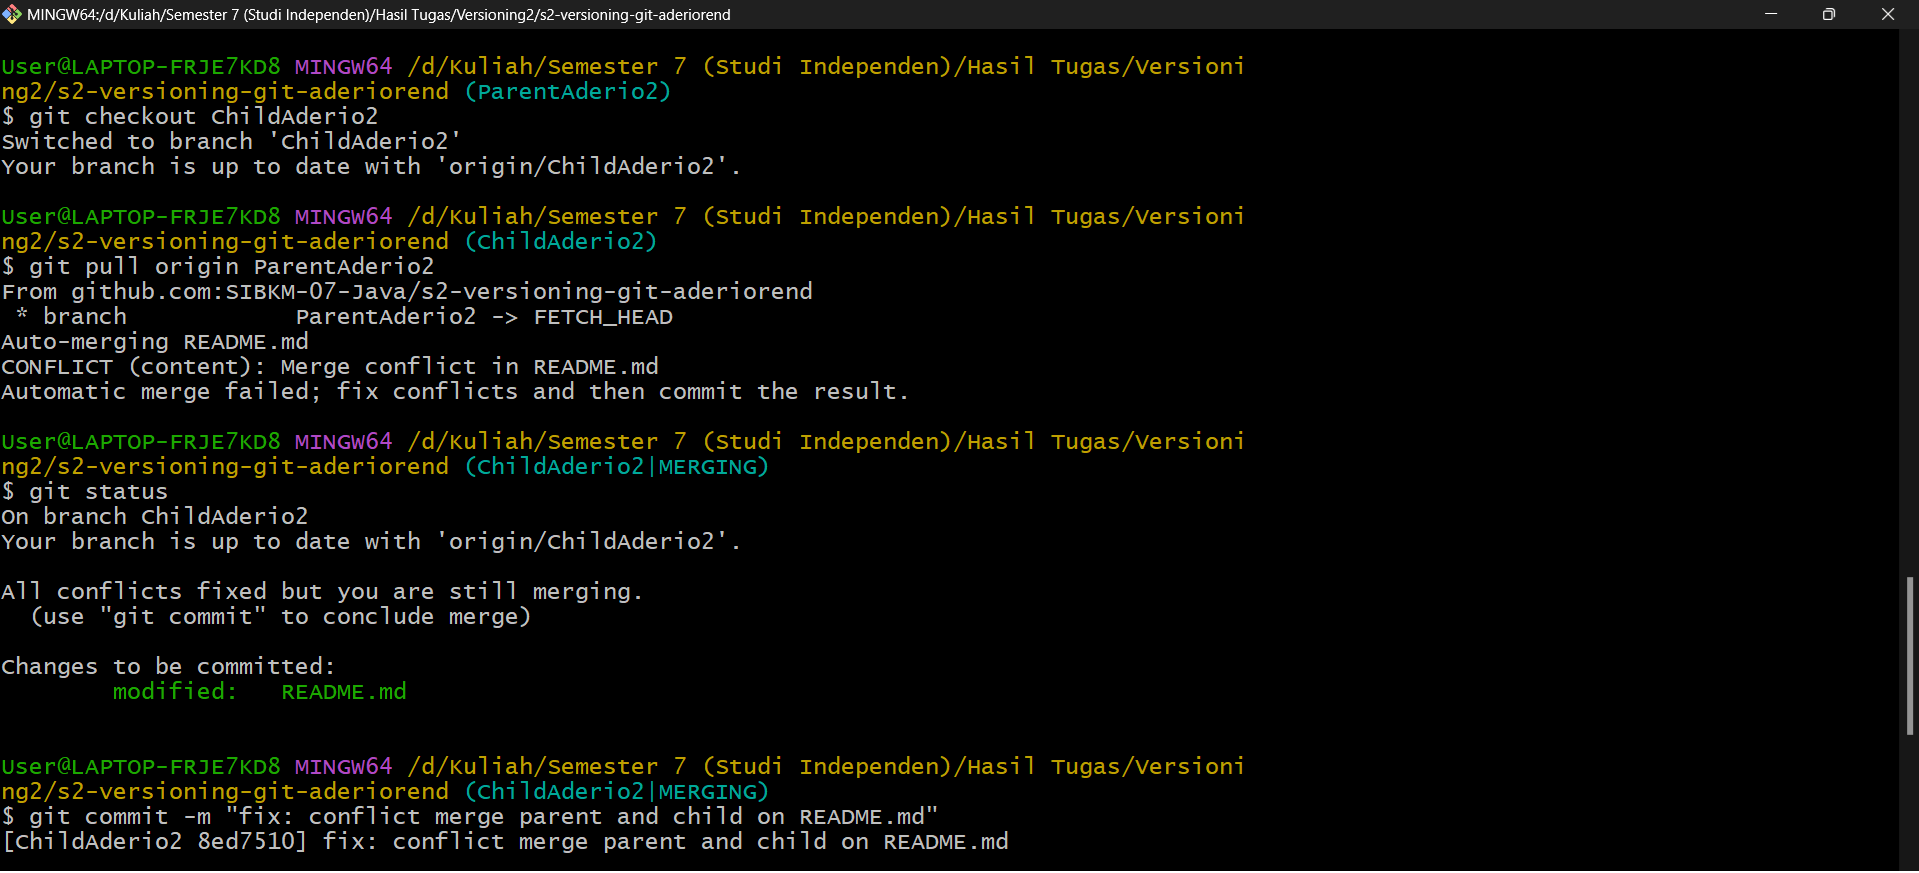 MINGW64:/d/Kuliah/Semester 7 (Studi Independen)/Hasil Tugas/Versioning2/s2-versioning-git-aderiorend
User@LAPTOP-FRJE7KD8 MINGW64 /d/Kuliah/Semester 7 (Studi Independen)/Hasil Tugas/Versioni
ng2/s2-versioning-git-aderiorend (ParentAderio2)
$ git checkout ChildAderio2
Switched to branch 'ChildAderio2'
Your branch is up to date with 'origin/ChildAderio2'.
User@LAPTOP-FRJE7KD8 MINGW64 /d/Kuliah/Semester 7 (Studi Independen)/Hasil Tugas/Versioni
ng2/s2-versioning-git-aderiorend (ChildAderio2)
$ git pull origin ParentAderio2
From github.com:SIBKM-07-Java/s2-versioning-git-aderiorend
 * branch            ParentAderio2 -> FETCH_HEAD
Auto-merging README.md
CONFLICT (content): Merge conflict in README.md
Automatic merge failed; fix conflicts and then commit the result.
User@LAPTOP-FRJE7KD8 MINGW64 /d/Kuliah/Semester 7 (Studi Independen)/Hasil Tugas/Versioni
ng2/s2-versioning-git-aderiorend (ChildAderio2|MERGING)
$ git status
On branch ChildAderio2
Your branch is up to date with 'origin/ChildAderio2'.
All conflicts fixed but you are still merging.
  (use "git commit" to conclude merge)
Changes to be committed:
        modified:   README.md
User@LAPTOP-FRJE7KD8 MINGW64 /d/Kuliah/Semester 7 (Studi Independen)/Hasil Tugas/Versioni
ng2/s2-versioning-git-aderiorend (ChildAderio2|MERGING)
$ git commit -m "fix: conflict merge parent and child on README.md"
[ChildAderio2 8ed7510] fix: conflict merge parent and child on README.md